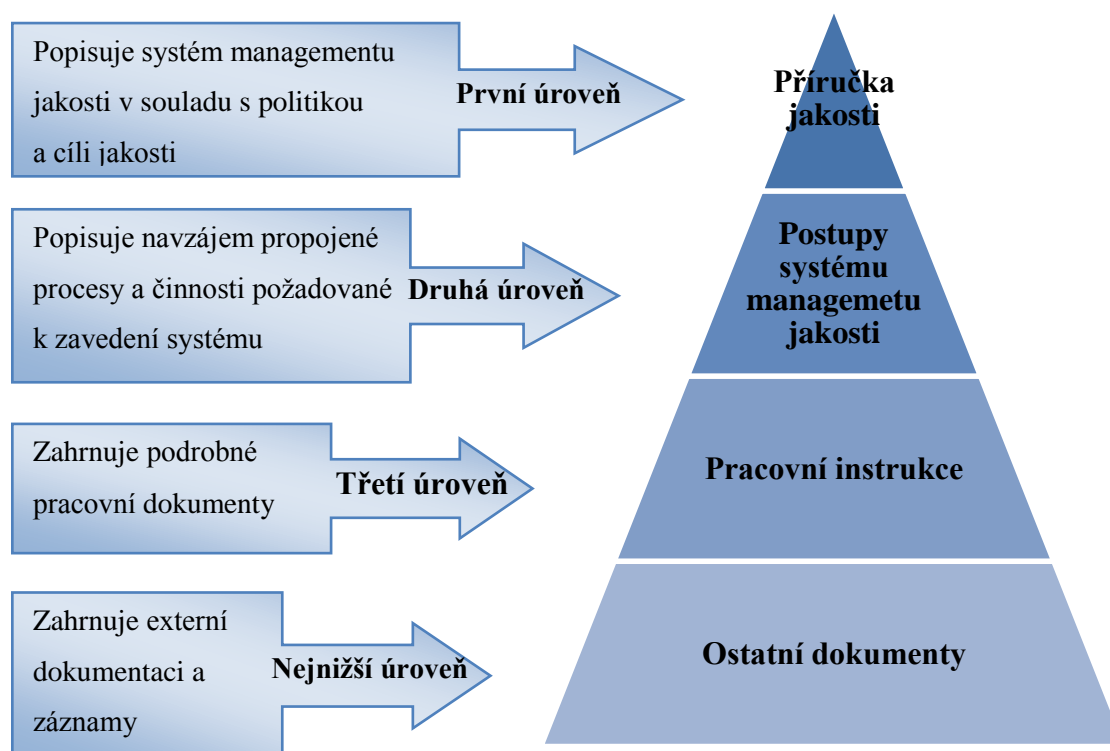 Popisuje systém managementu
jakosti v souladu s politikou
a cíli jakosti
První úroveň
Příručka
jakosti
Popisuje navzájem propojené
procesy a činnosti požadované
k zavedení systému
Druhá úroveň
Postupy
systému
managemetu
jakosti
Zahrnuje podrobné
pracovní dokumenty
Třetí úroveň
Pracovní instrukce
Zahrnuje externí
dokumentaci a
záznamy
Nejnižší úroveň
Ostatní dokumenty